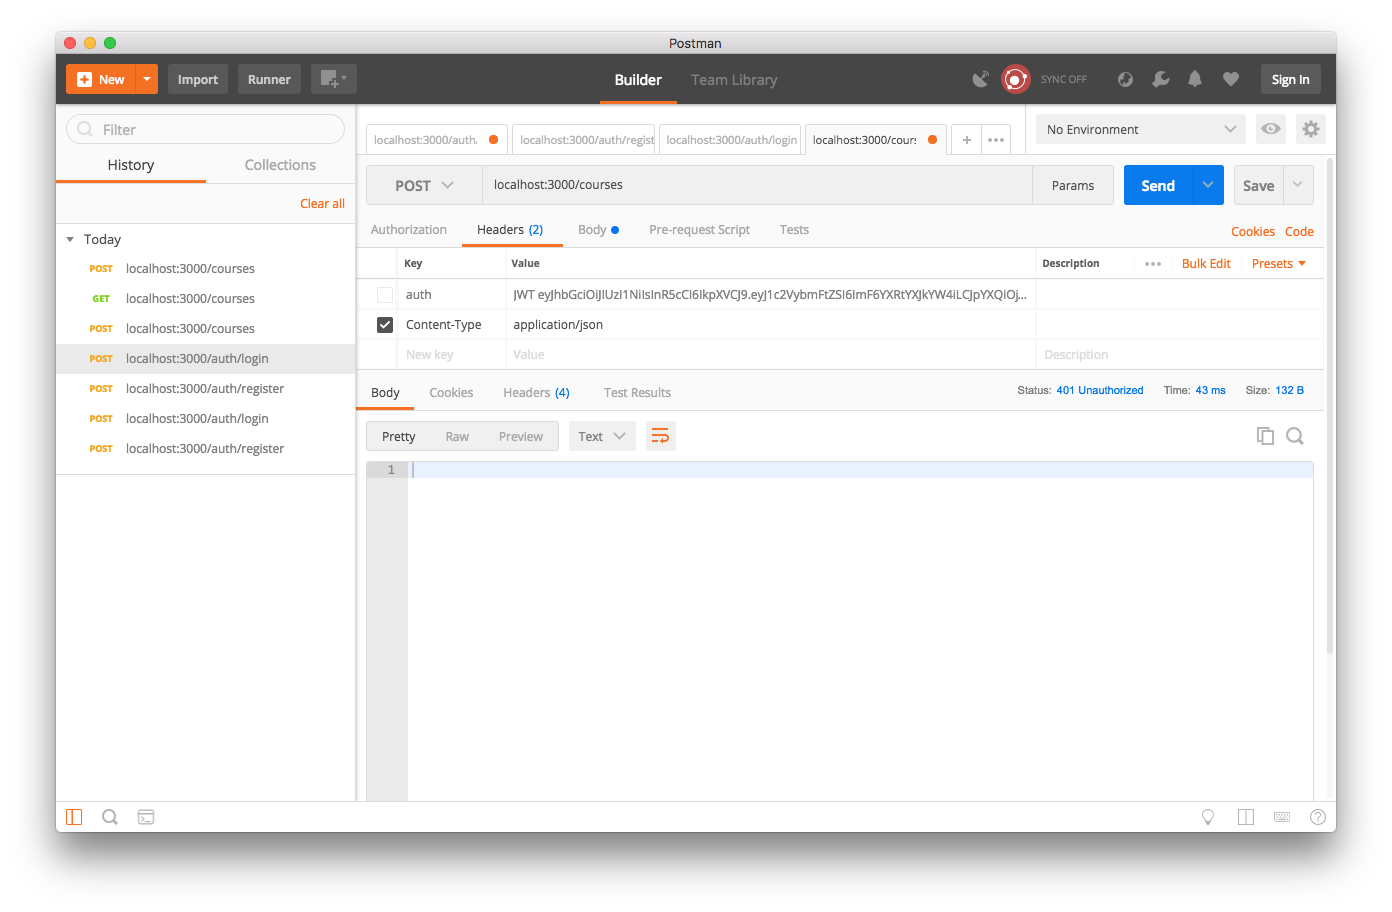 Postman
New
Import
Runner
Builder
Team Library
SYNC OFF
Sign In
Filter
History
Collections
Clear all
Today
POST localhost:3000/courses
GET localhost:3000/courses
POST localhost:3000/courses
POST localhost:3000/auth/login
POST localhost:3000/auth/register
POST localhost:3000/auth/login
POST localhost:3000/auth/register
localhost:3000/auth/
localhost:3000/auth/regist
localhost:3000/auth/login
localhost:3000/cour
No Environment
POST
localhost:3000/courses
Params
Send
Save
Authorization
Headers (2)
Body
Pre-request Script
Tests
Cookies
Code
Key
Value
Description
Bulk Edit
Presets
auth
JWT eyJhbGciOiJIUzI1NiIsInR5cCI6IkpXVCJ9.eyJ1c2VybmFtZSI6ImF6YXRtYXJkYW4iLCJpYXQiOj...
Content-Type
application/json
New key
Value
Description
Body
Cookies
Headers (4)
Test Results
Status: 401 Unauthorized
Time: 43 ms
Size: 132 B
Pretty
Raw
Preview
Text
1